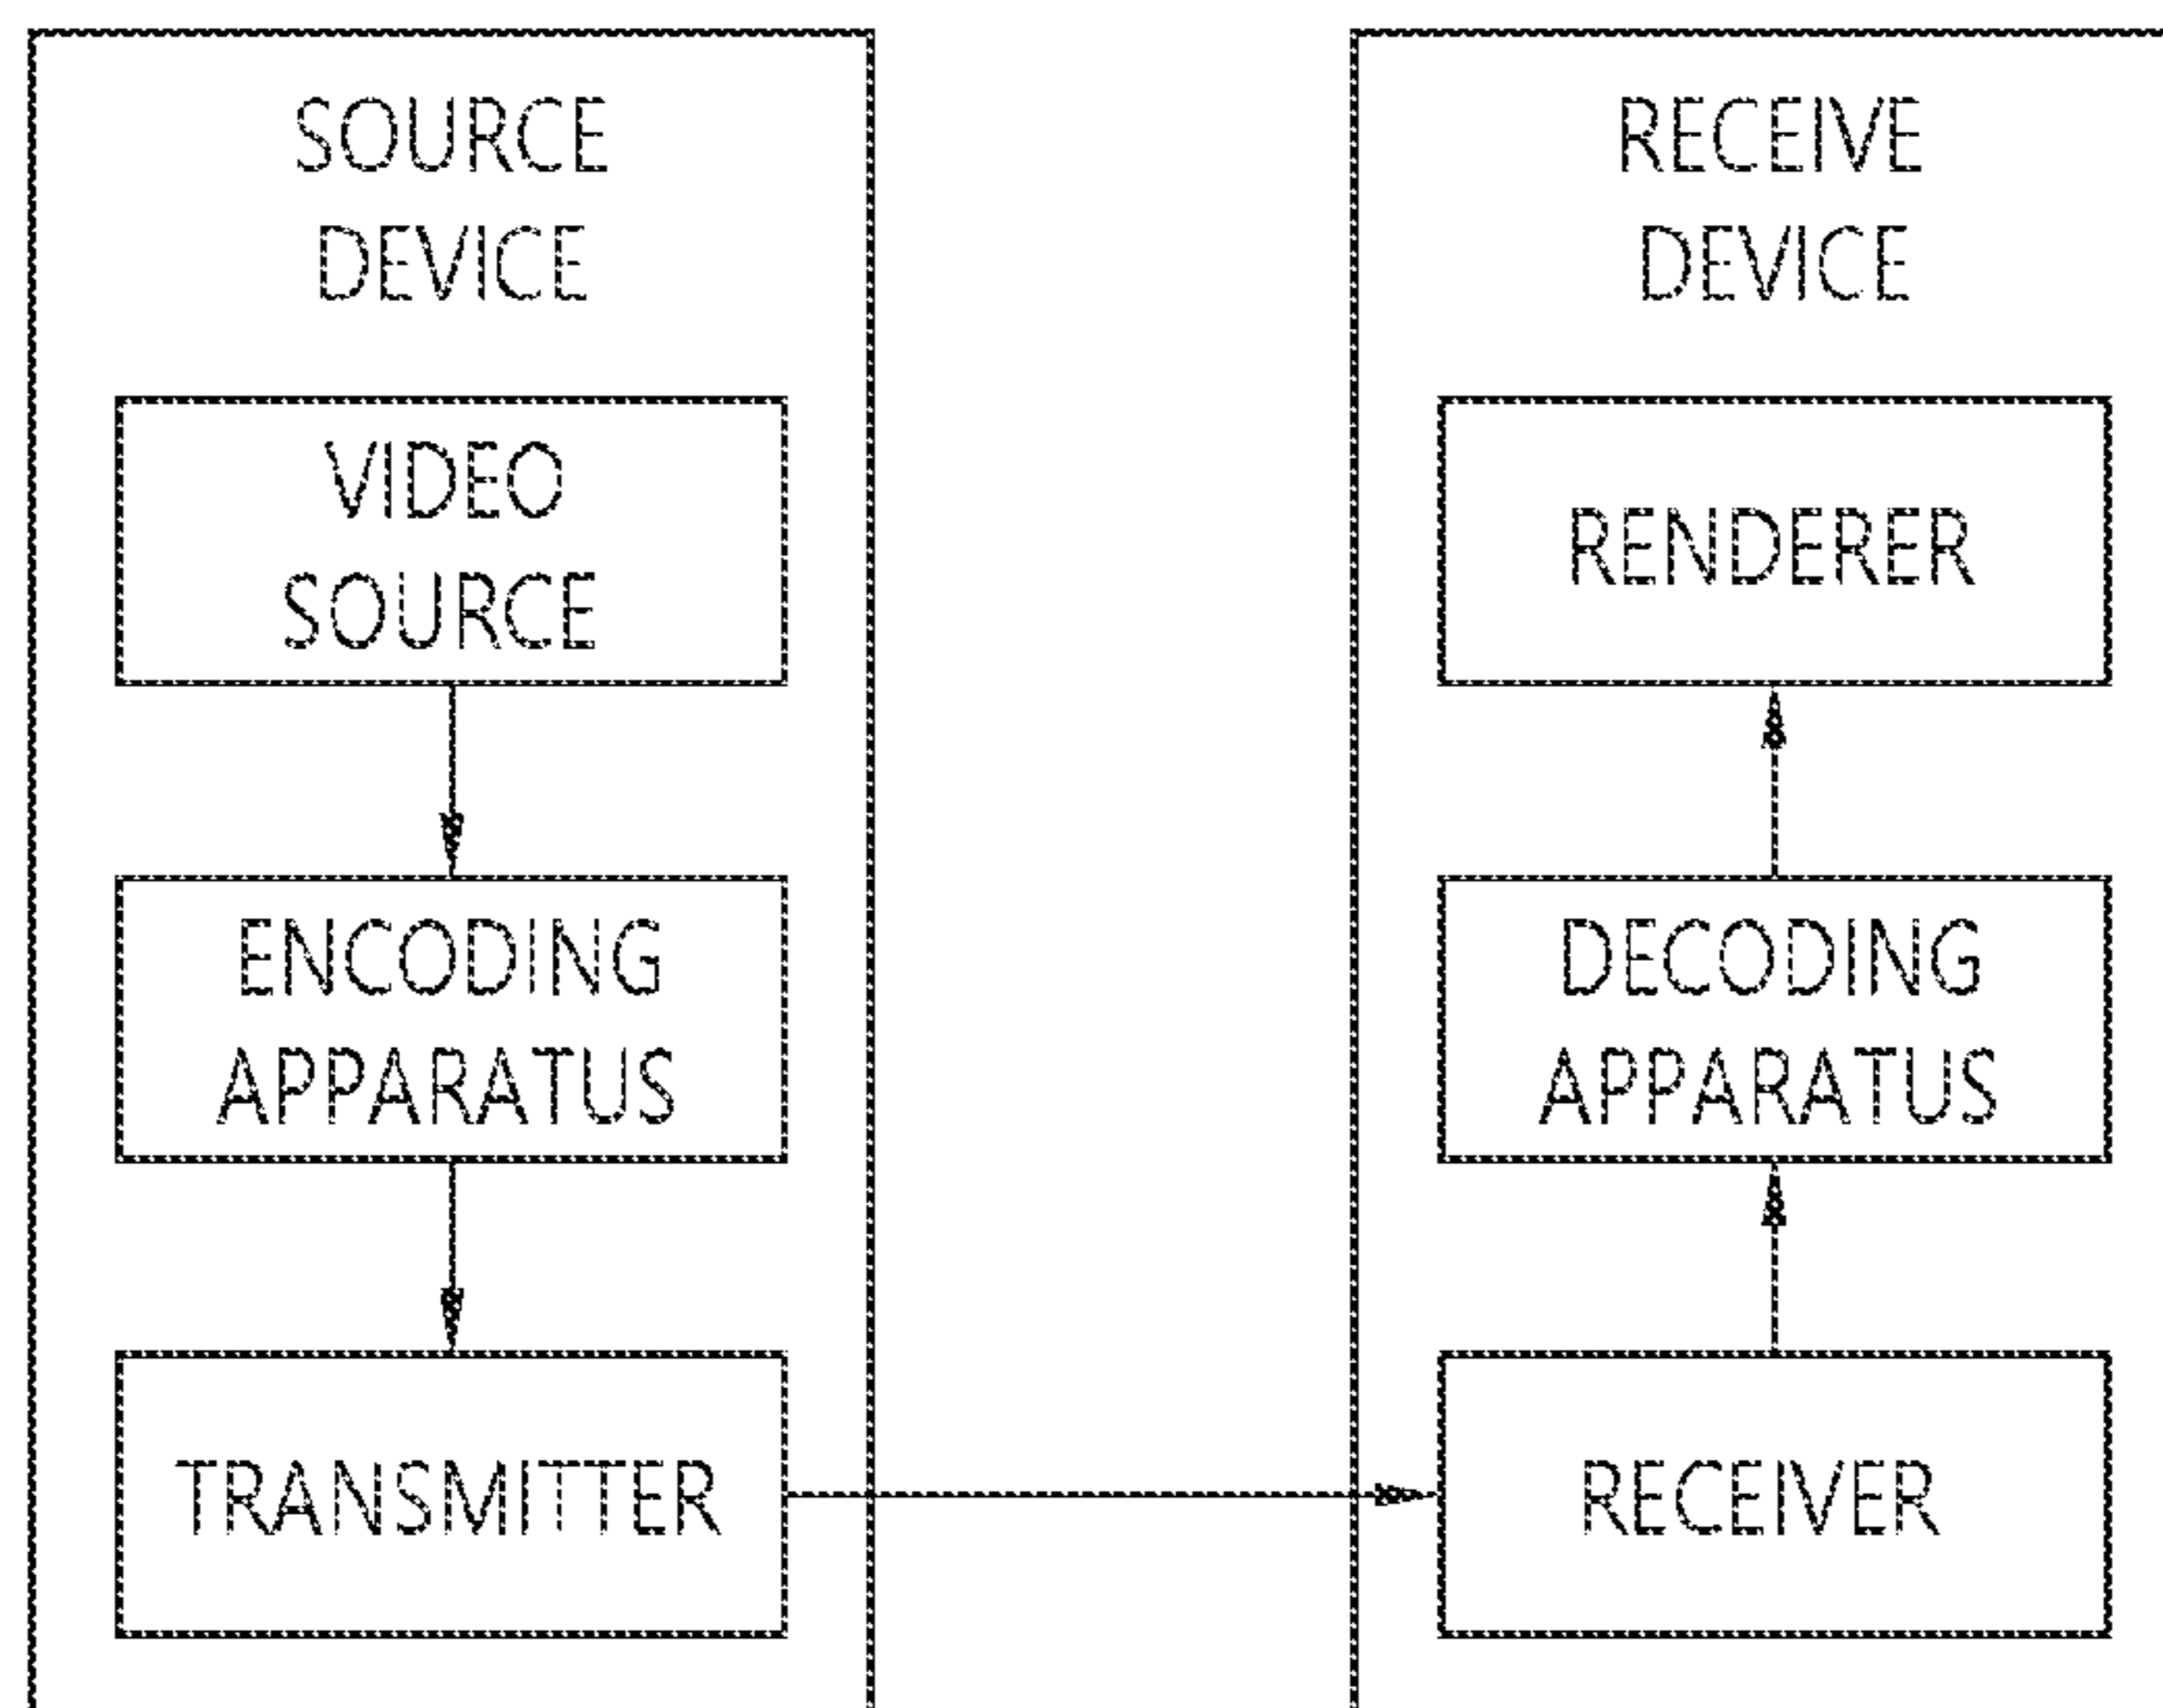 SOURCE
DEVICE
VIDEO
SOURCE
ENCODING
APPARATUS
TRANSMITTER
RECEIVE
DEVICE
RENDERER
DECODING
APPARATUS
RECEIVER